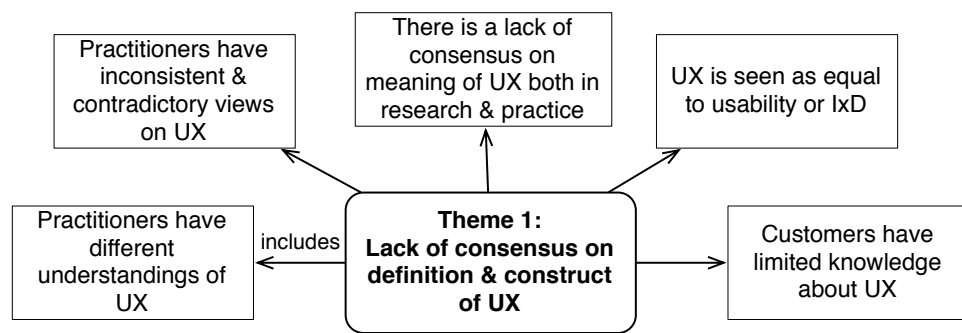 Practitioners have
inconsistent &
contradictory views
on UX
There is a lack of
consensus on
meaning of UX both in
research & practice
UX is seen as equal
to usability or IxD
Practitioners have
different
understandings of
UX
includes
Theme 1:
Lack of consensus on
definition & construct
of UX
Customers have
limited knowledge
about UX